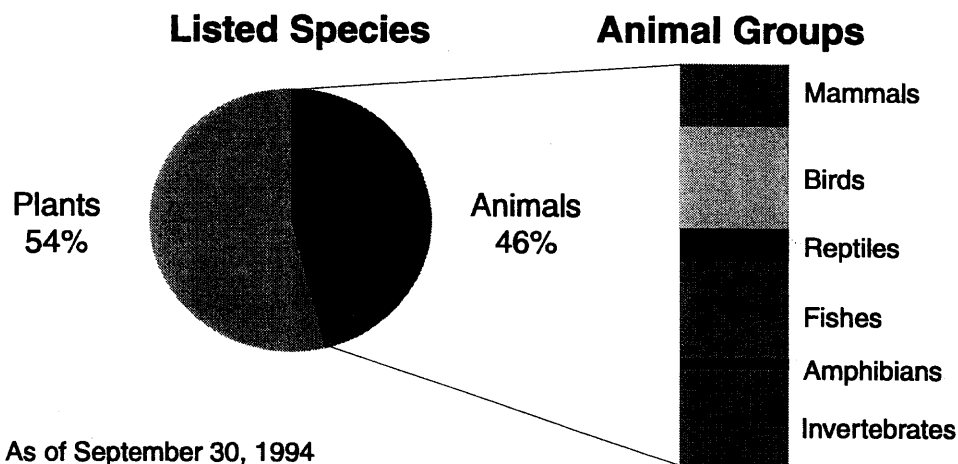 Listed Species
Animal Groups
Plants
54%
Animals
46%
Mammals
Birds
Reptiles
Fishes
Amphibians
Invertebrates
As of September 30, 1994